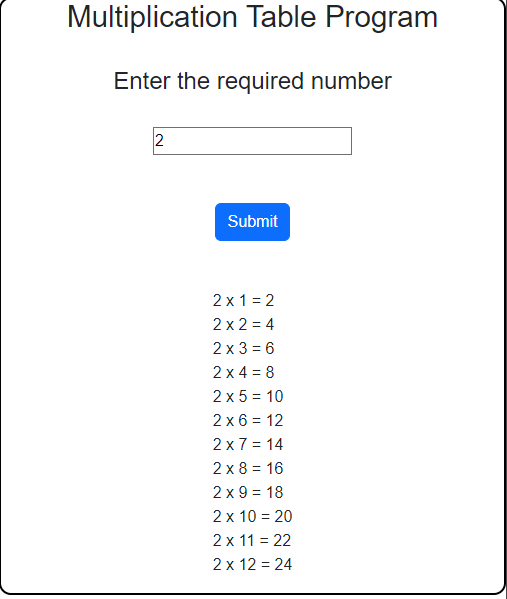 Multiplication Table Program
Enter the required number
2
Submit
2 x 1 = 2
2 x 2 = 4
2 x 3 = 6
2 x 4 = 8
2 x 5 = 10
2 x 6 = 12
2 x 7 = 14
2 x 8 = 16
2 x 9 = 18
2 x 10 = 20
2 x 11 = 22
2 x 12 = 24